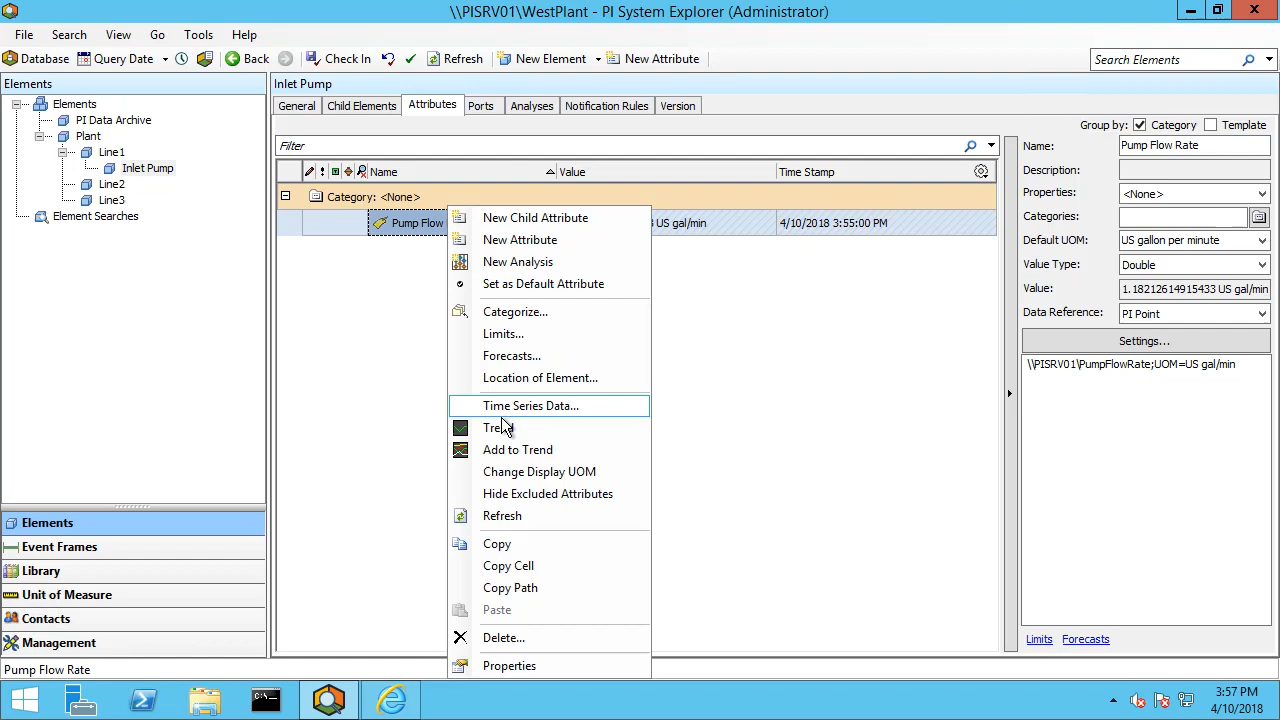 \\PISRV01\WestPlant - PI System Explorer (Administrator)
File Search View Go Tools Help
Database Query Date Back Check In Refresh New Element New Attribute Search Elements
Elements
Elements
PI Data Archive
Plant
Line1
Inlet Pump
Line2
Line3
Element Searches
Elements
Event Frames
Library
Unit of Measure
Contacts
Management
Inlet Pump
General Child Elements Attributes Ports Analyses Notification Rules Version
Group by: Category Template
Filter
Name Value Time Stamp
Category: <None>
Pump Flow US gal/min 4/10/2018 3:55:00 PM
New Child Attribute
New Attribute
New Analysis
Set as Default Attribute
Categorize...
Limits...
Forecasts...
Location of Element...
Time Series Data...
Trend
Add to Trend
Change Display UOM
Hide Excluded Attributes
Refresh
Copy
Copy Cell
Copy Path
Paste
Delete...
Properties
Name: Pump Flow Rate
Description:
Properties: <None>
Categories:
Default UOM: US gallon per minute
Value Type: Double
Value: 1.18212614915433 US gal/min
Data Reference: PI Point
Settings...
\\PISRV01\PumpFlowRate;UOM=US gal/min
Limits Forecasts
Pump Flow Rate
3:57 PM
4/10/2018